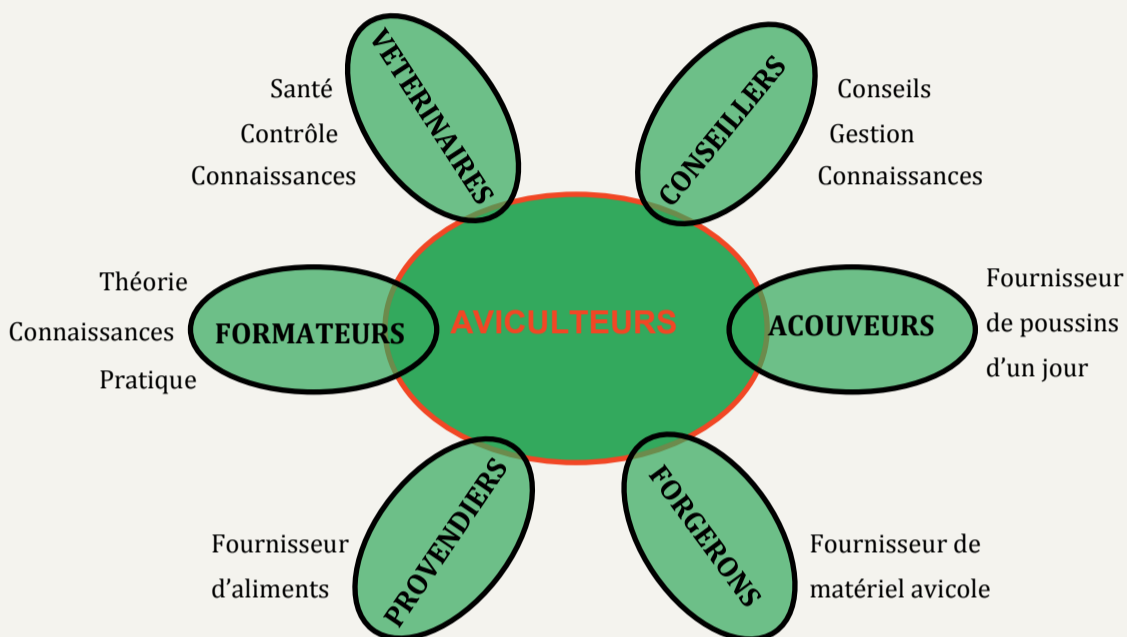 VETERINAIRES
Santé
Contrôle
Connaissances
CONSEILLERS
Conseils
Gestion
Connaissances
Théorie
Connaissances
Pratique
FORMATEURS
AVICULTEURS
ACOUVEURS
Fournisseur
de poussins
d’un jour
Fournisseur
d’aliments
PROVENDIERS
FORGERONS
Fournisseur de
matériel avicole